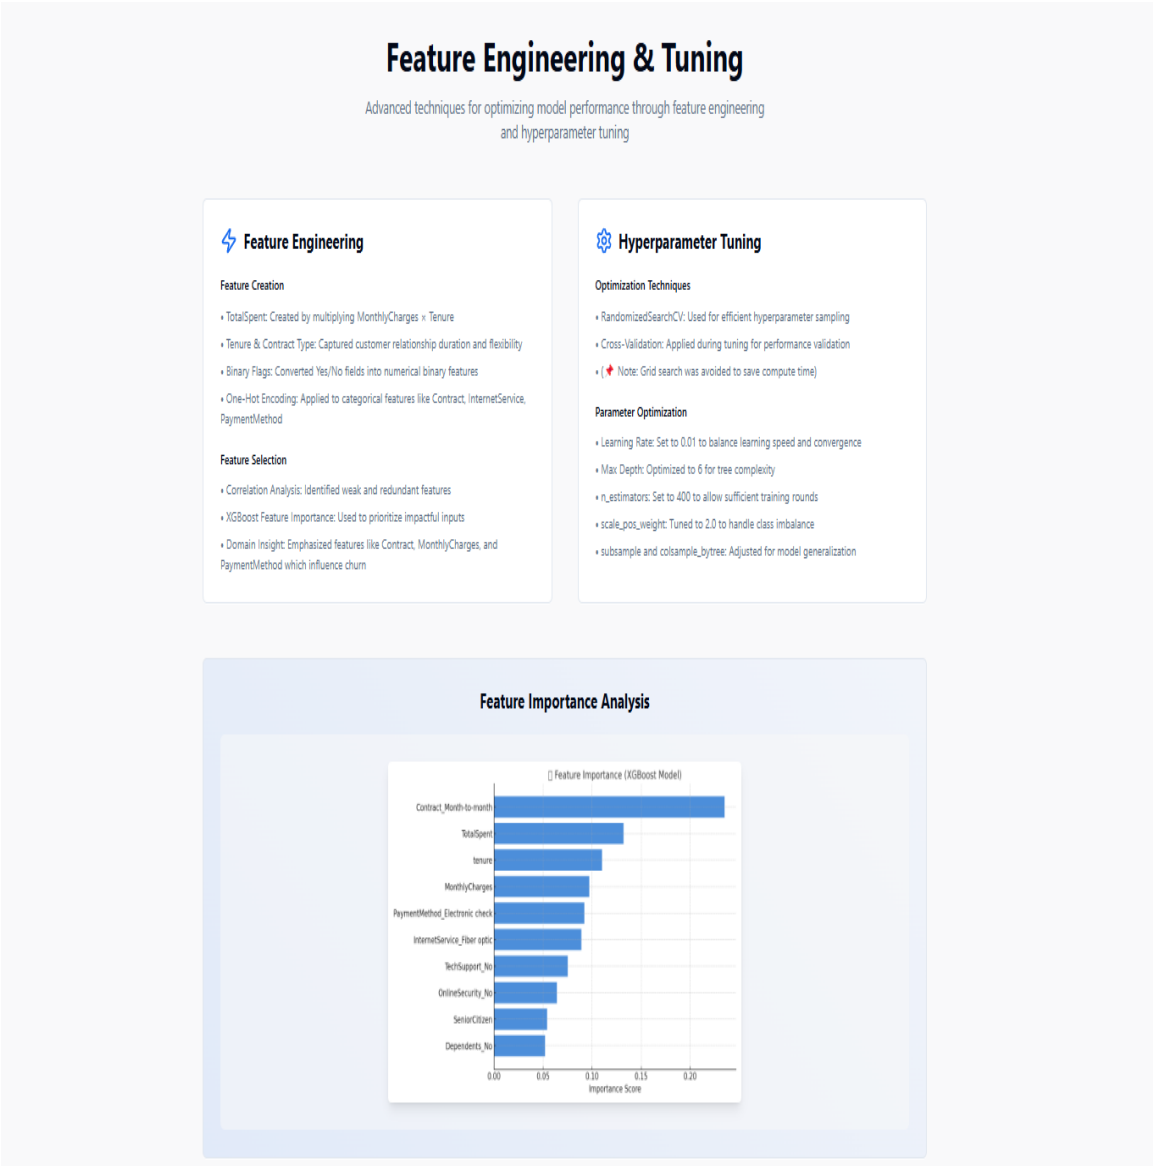 Feature Engineering & Tuning
Advanced techniques for optimizing model performance through feature engineering
and hyperparameter tuning
Feature Engineering
Feature Creation
• TotalSpent: Created by multiplying MonthlyCharges × Tenure
• Tenure & Contract Type: Captured customer relationship duration and flexibility
• Binary Flags: Converted Yes/No fields into numerical binary features
• One-Hot Encoding: Applied to categorical features like Contract, InternetService,
PaymentMethod
Feature Selection
• Correlation Analysis: Identified weak and redundant features
• XGBoost Feature Importance: Used to prioritize impactful inputs
• Domain Insight: Emphasized features like Contract, MonthlyCharges, and
PaymentMethod which influence churn
Hyperparameter Tuning
Optimization Techniques
• RandomizedSearchCV: Used for efficient hyperparameter sampling
• Cross-Validation: Applied during tuning for performance validation
• (📌 Note: Grid search was avoided to save compute time)
Parameter Optimization
• Learning Rate: Set to 0.01 to balance learning speed and convergence
• Max Depth: Optimized to 6 for tree complexity
• n_estimators: Set to 400 to allow sufficient training rounds
• scale_pos_weight: Tuned to 2.0 to handle class imbalance
• subsample and colsample_bytree: Adjusted for model generalization
Feature Importance Analysis
▯ Feature Importance (XGBoost Model)
Contract_Month-to-month
TotalSpent
tenure
MonthlyCharges
PaymentMethod_Electronic check
InternetService_Fiber optic
TechSupport_No
OnlineSecurity_No
SeniorCitizen
Dependents_No
0.00 0.05 0.10 0.15 0.20
Importance Score